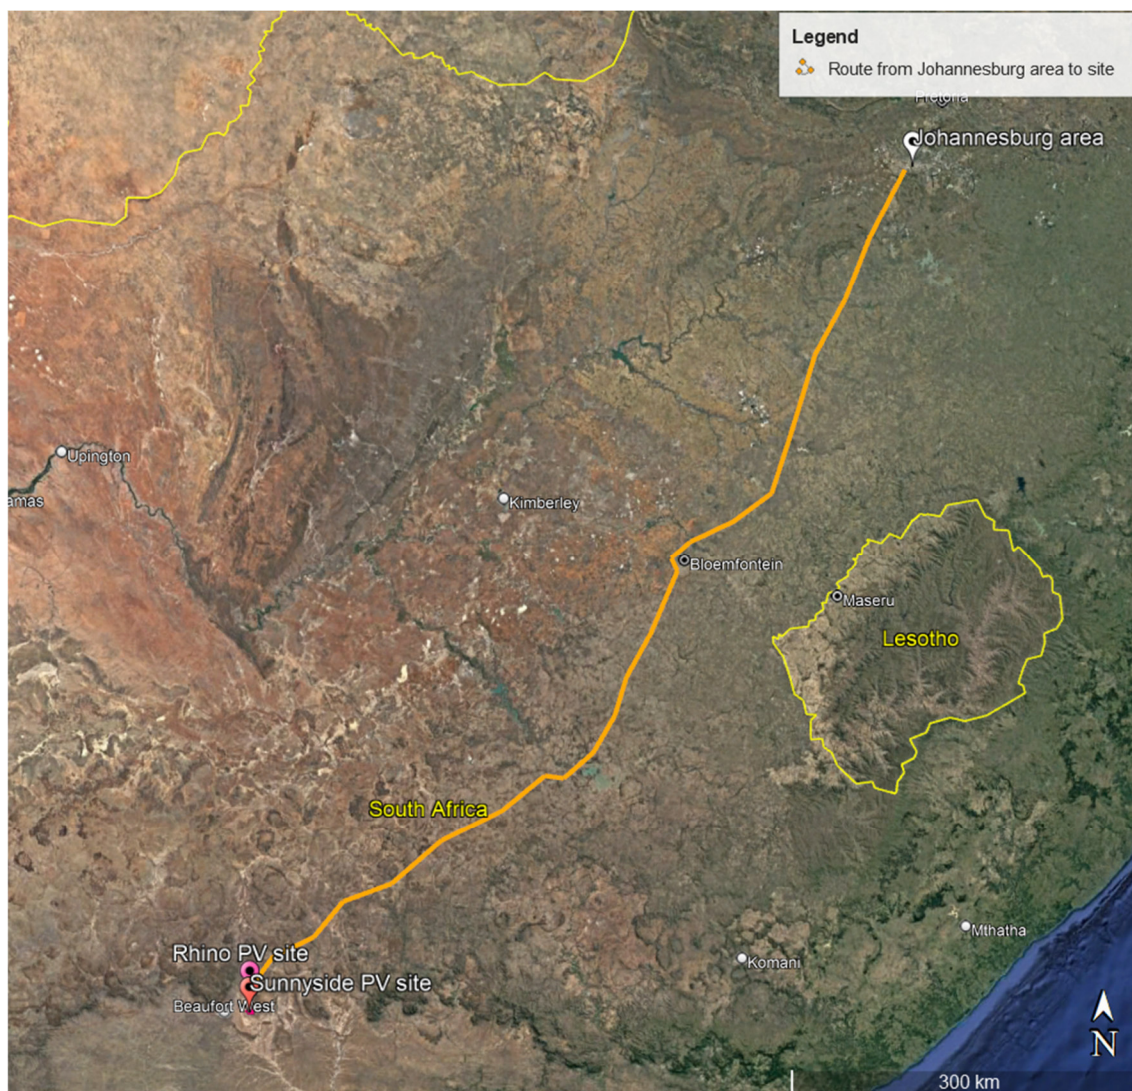 Legend
Route from Johannesburg area to site
Pretoria
Johannesburg area
Upington
amas
Kimberley
Bloemfontein
Maseru
Lesotho
South Africa
Mthatha
Rhino PV site
Komani
Sunnyside PV site
Beaufort West
N
300 km